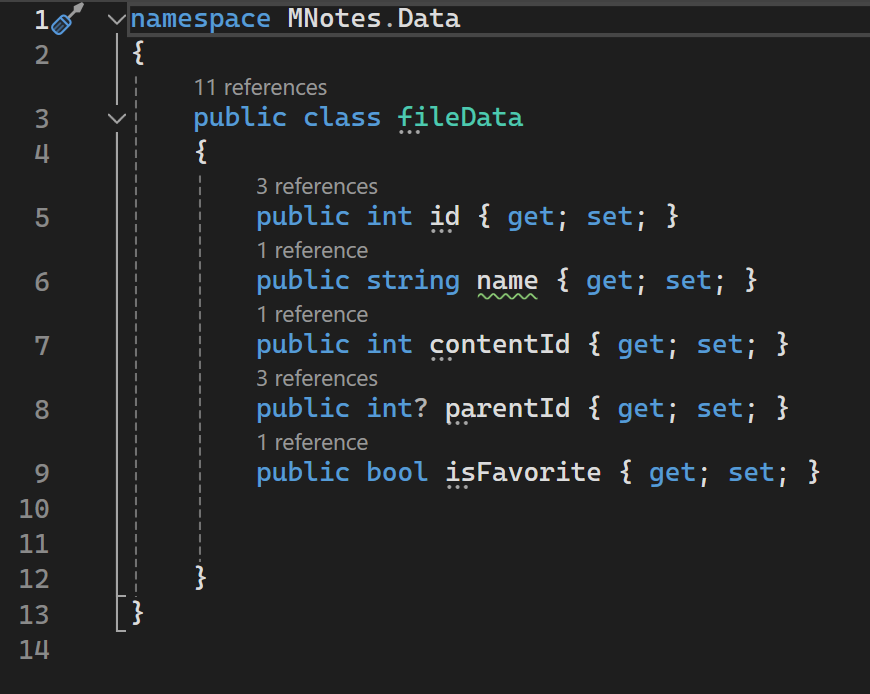 1 namespace MNotes.Data
2 {
11 references
3 public class fileData
4 {
3 references
5 public int id { get; set; }
1 reference
6 public string name { get; set; }
1 reference
7 public int contentId { get; set; }
3 references
8 public int? parentId { get; set; }
1 reference
9 public bool isFavorite { get; set; }
10
11
12 }
13 }
14